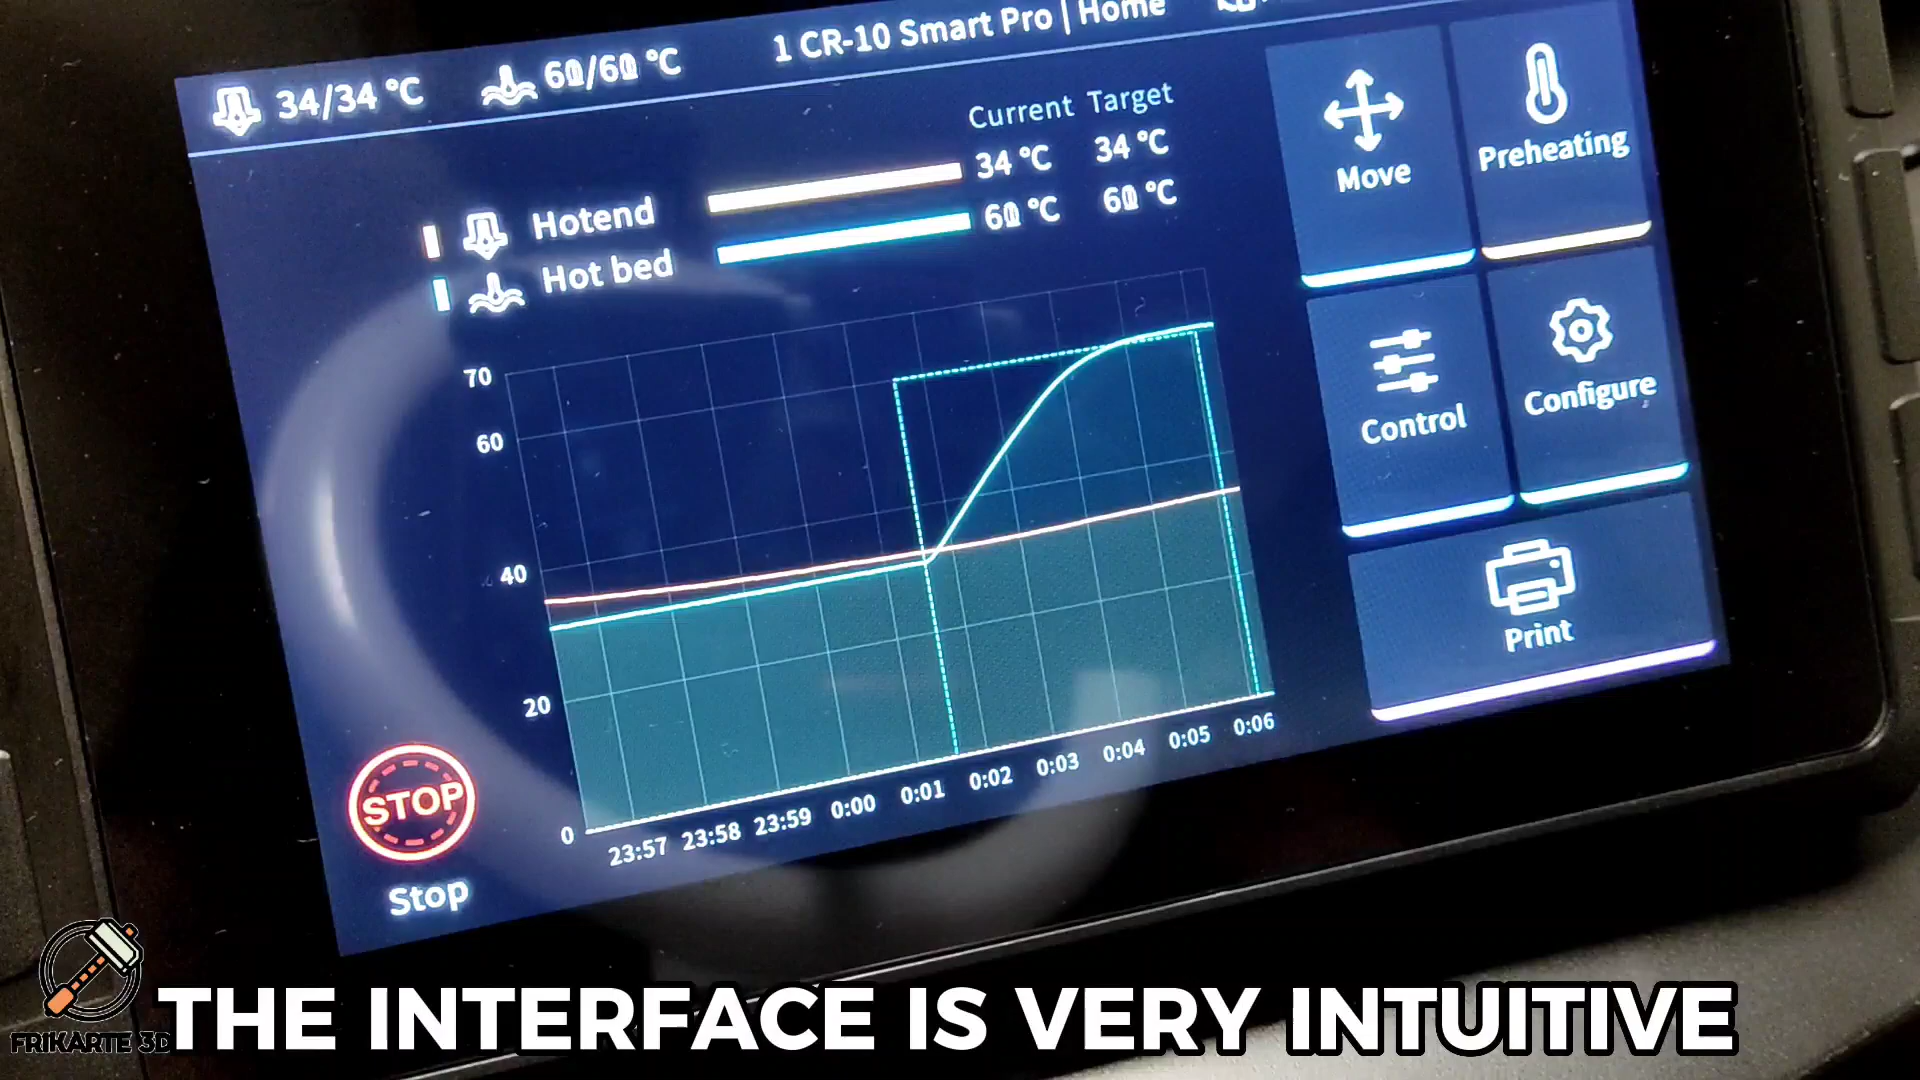 34/34 °C 60/60 °C 1 CR-10 Smart Pro | Home
Current Target
Hotend 34 °C 34 °C
Hot bed 60 °C 60 °C
70
60
40
20
0
23:57 23:58 23:59 0:00 0:01 0:02 0:03 0:04 0:05 0:06
STOP
Stop
Move
Preheating
Control
Configure
Print
FRIKARTE 3D
THE INTERFACE IS VERY INTUITIVE